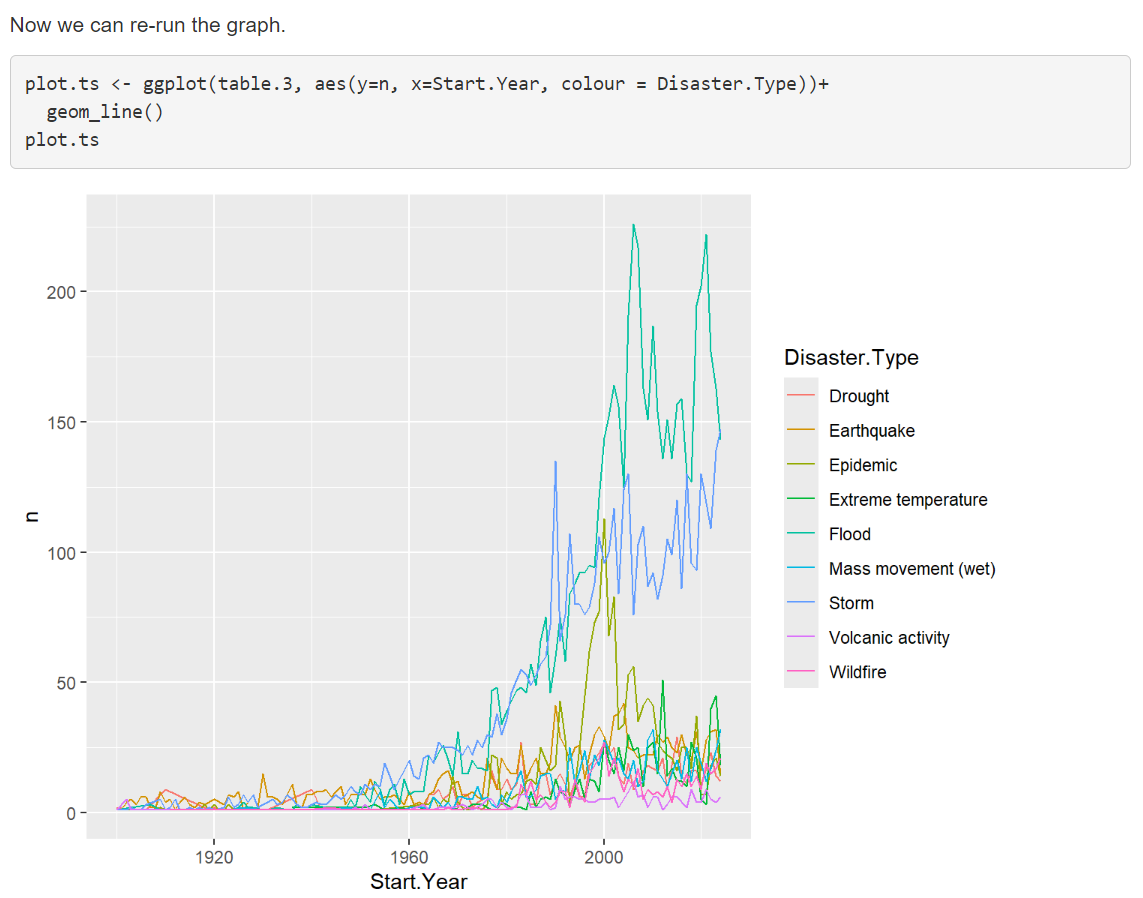 Now we can re-run the graph.
plot.ts <- ggplot(table.3, aes(y=n, x=Start.Year, colour = Disaster.Type))+
  geom_line()
plot.ts
200
150
100
50
0
n
1920 1960 2000
Start.Year
Disaster.Type
Drought
Earthquake
Epidemic
Extreme temperature
Flood
Mass movement (wet)
Storm
Volcanic activity
Wildfire